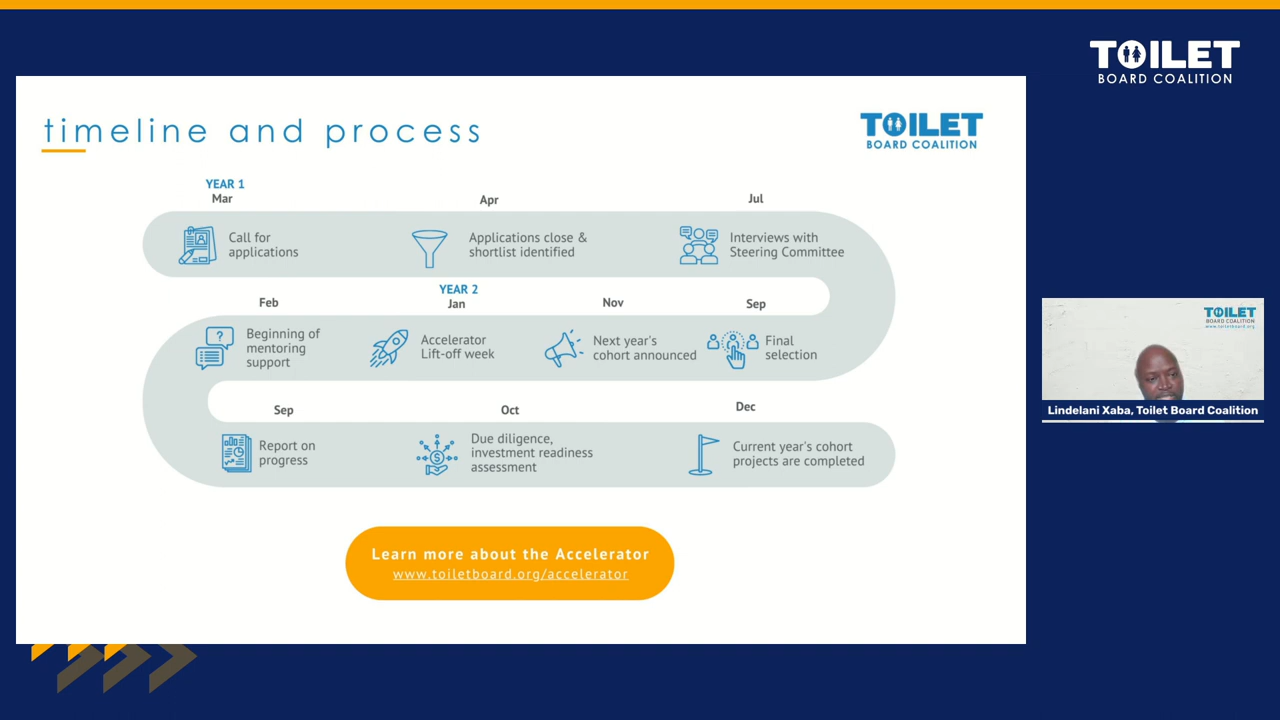 TOILET
BOARD COALITION
timeline and process
TOILET
BOARD COALITION
YEAR 1
Mar
Call for
applications
Apr
Applications close &
shortlist identified
Jul
Interviews with
Steering Committee
Sep
Final
selection
Nov
Next year's
cohort announced
YEAR 2
Jan
Accelerator
Lift-off week
Feb
Beginning of
mentoring
support
Sep
Report on
progress
Oct
Due diligence,
investment readiness
assessment
Dec
Current year's cohort
projects are completed
Learn more about the Accelerator
www.toiletboard.org/accelerator
TOILET
BOARD COALITION
www.toiletboard.org
Lindelani Xaba, Toilet Board Coalition